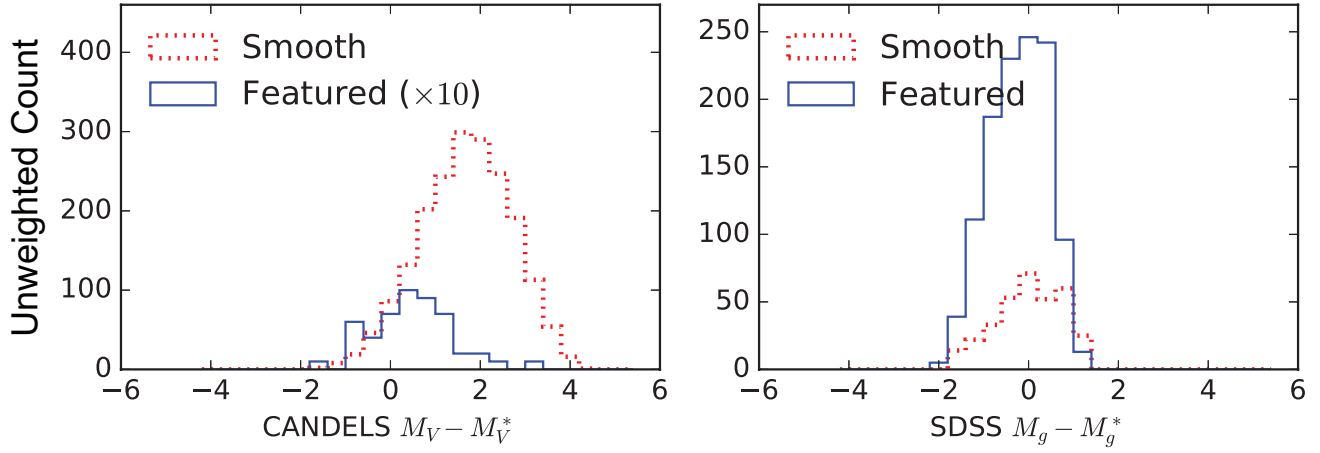 Unweighted Count
400
300
200
100
0
Smooth
Featured (×10)
−6 −4 −2 0 2 4 6
CANDELS M_V − M_V^*
250
200
150
100
50
0
Smooth
Featured
−6 −4 −2 0 2 4 6
SDSS M_g − M_g^*